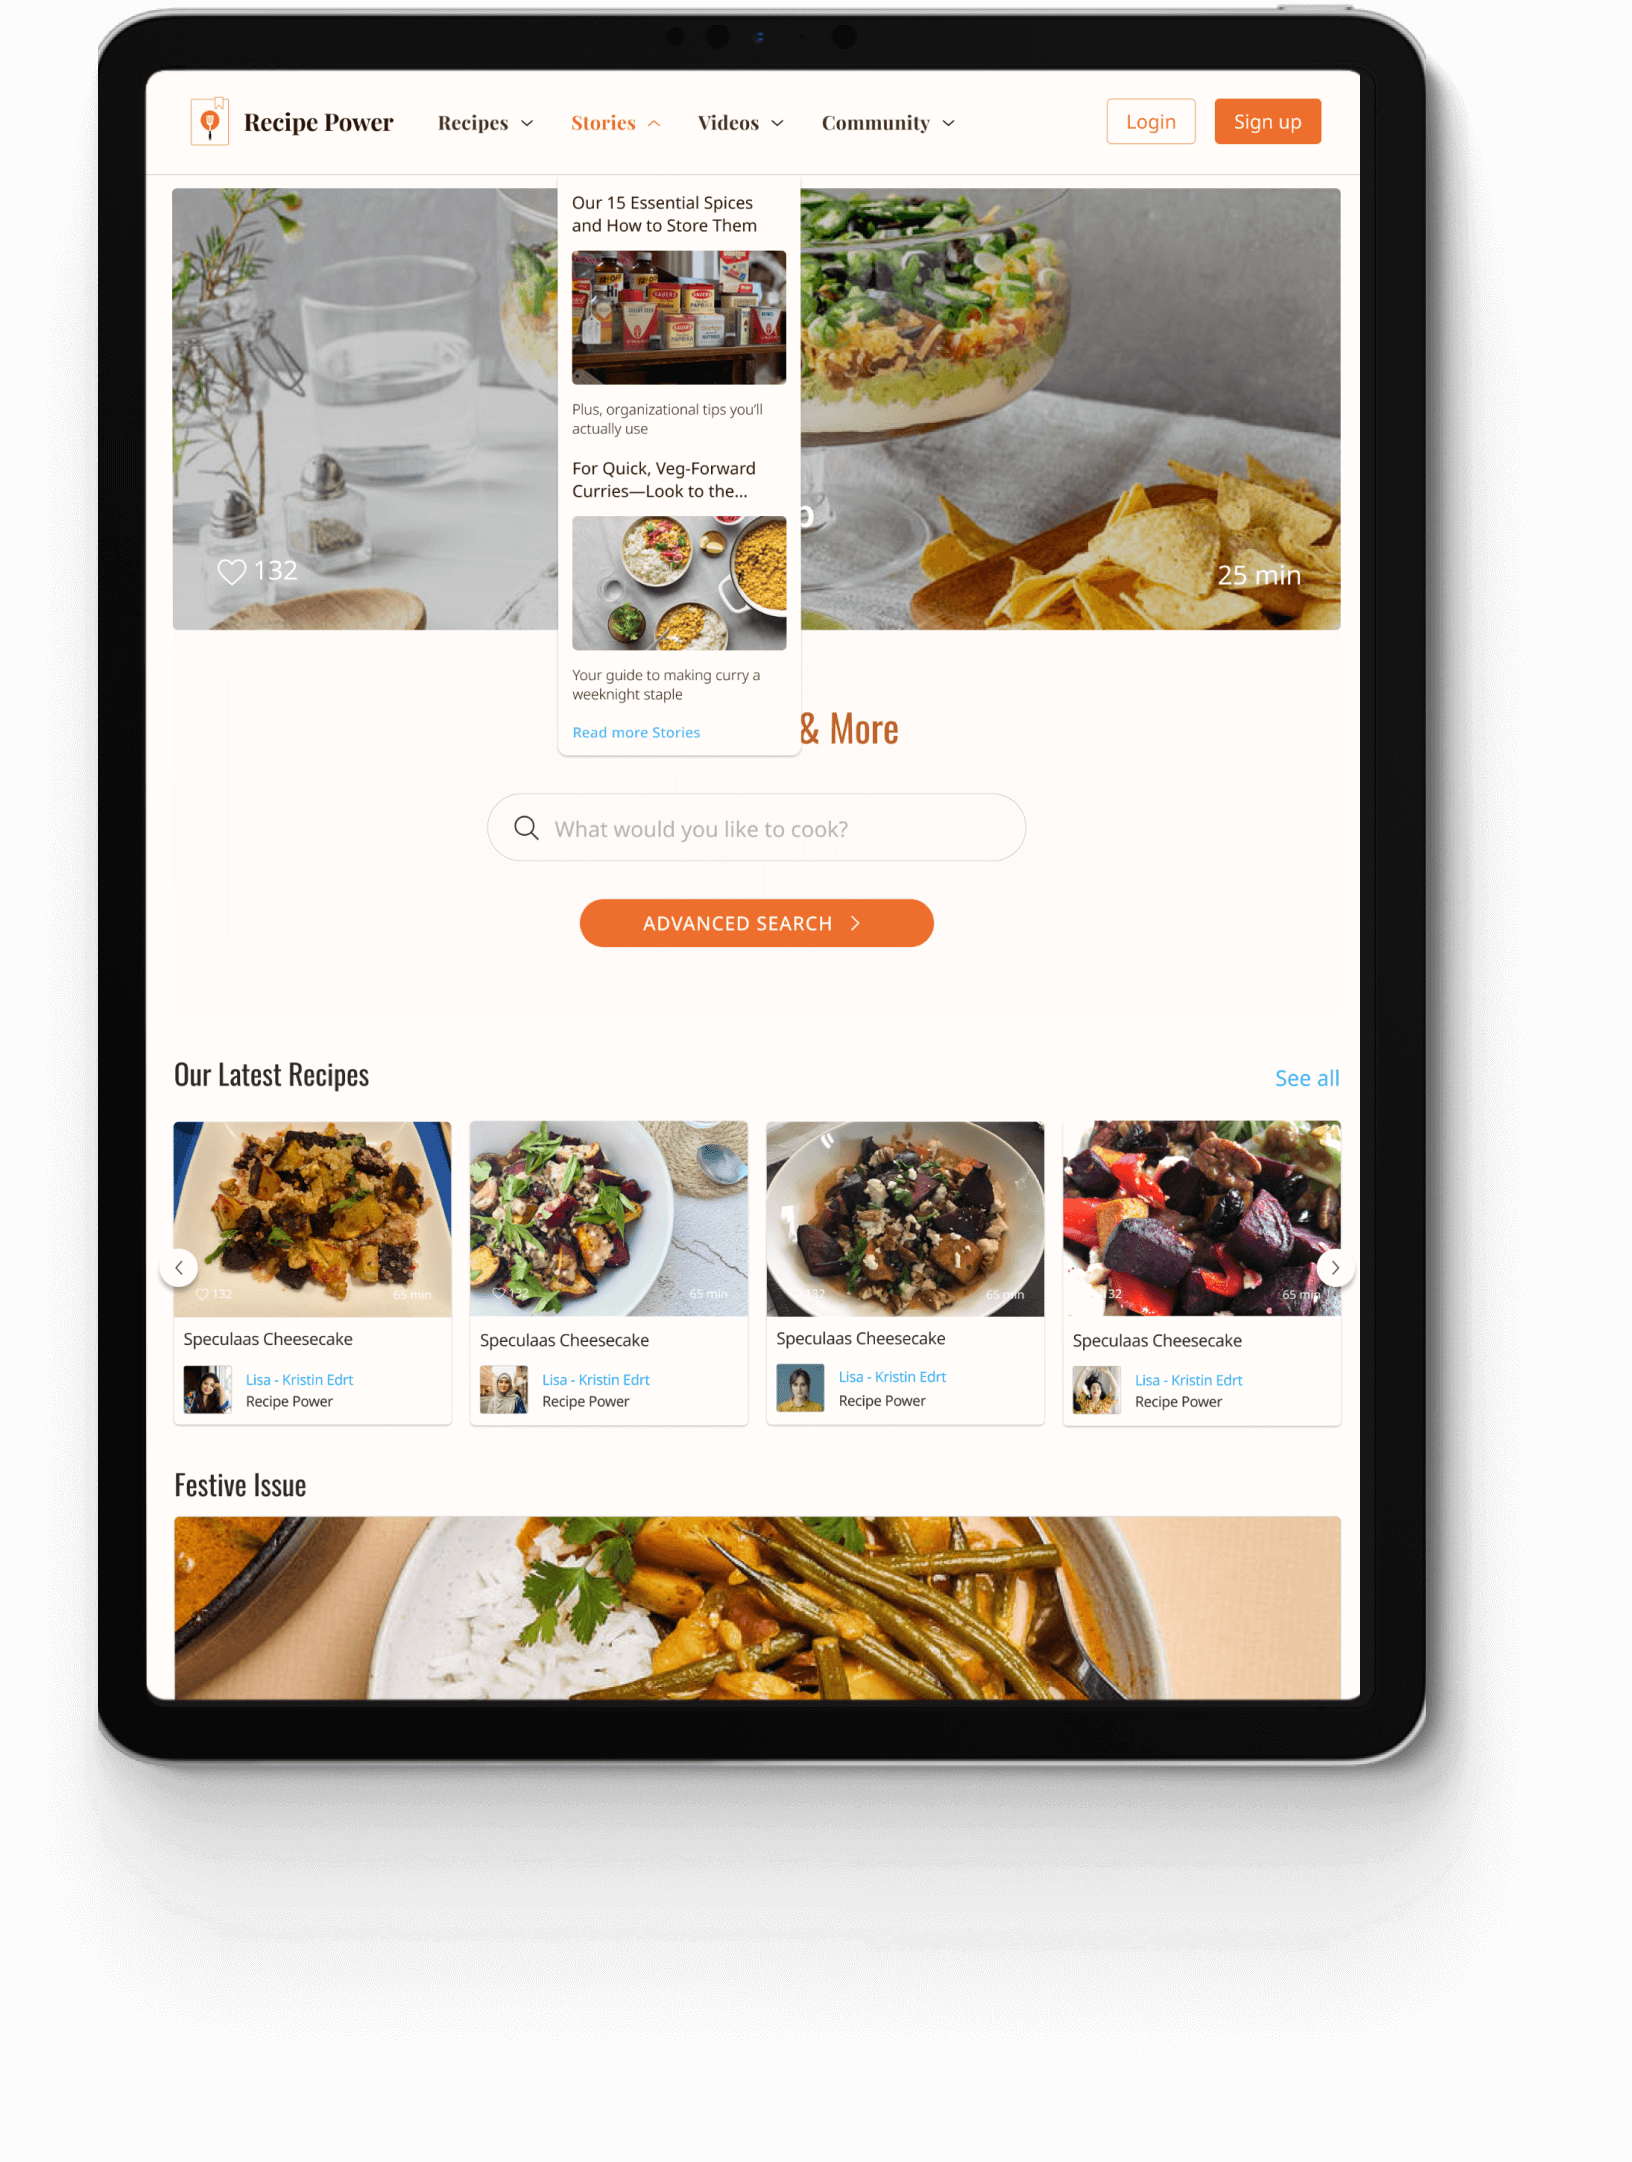 Recipe Power
Recipes
Stories
Videos
Community
Login
Sign up
Our 15 Essential Spices
and How to Store Them
SAUERS
SAUERS
PAPRIKA
SAUERS
PAPRIKA
Plus, organizational tips you'll
actually use
For Quick, Veg-Forward
Curries—Look to the...
132
25 min
Your guide to making curry a
weeknight staple
Read more Stories
& More
What would you like to cook?
ADVANCED SEARCH
Our Latest Recipes
See all
132
65 min
132
65 min
132
65 min
132
65 min
Speculaas Cheesecake
Lisa - Kristin Edrt
Recipe Power
Speculaas Cheesecake
Lisa - Kristin Edrt
Recipe Power
Speculaas Cheesecake
Lisa - Kristin Edrt
Recipe Power
Speculaas Cheesecake
Lisa - Kristin Edrt
Recipe Power
Festive Issue